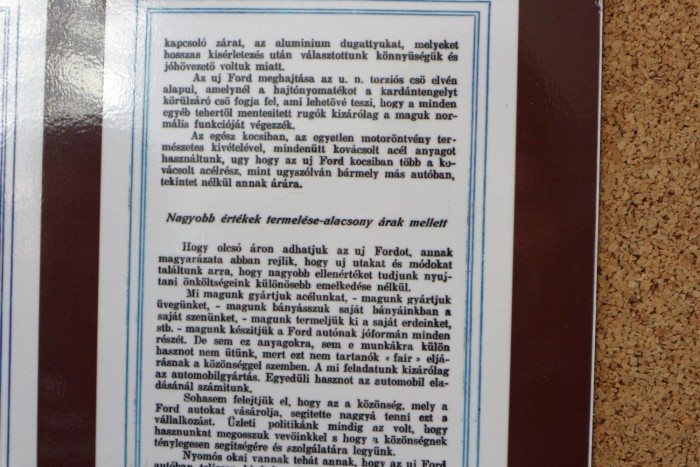 kapcsoló zárat, az aluminium dugattyukat, melyeket
hosszas kisérletezés után választottunk könnyüségük és
jóhövezető voltuk miatt.
Az uj Ford meghajtása az u. n. torziós cső elvén
alapul, amelynél a hajtónyomatékot a kardántengelyt
körülzáró cső fogja fel, ami lehetővé teszi, hogy a minden
egyéb tehertől mentesitett rugók kizárólag a maguk nor-
mális funkcióját végezzék.
Az egész kocsiban, az egyetlen motoröntvény ter-
mészetes kivételével, mindenütt kovácsolt acél anyagot
használtunk, ugy hogy az uj Ford kocsiban több a ko-
vácsolt acélrész, mint ugyszólván bármely más autóban,
tekintet nélkül annak árára.
Nagyobb értékek termelése-alacsony árak mellett
Hogy olcsó áron adhatjuk az uj Fordot, annak
magyarázata abban rejlik, hogy uj utakat és módokat
találtunk arra, hogy nagyobb ellenértéket tudjunk nyuj-
tani önköltségeink különösebb emelkedése nélkül.
Mi magunk gyártjuk acélunkat, - magunk gyártjuk
üvegünket, - magunk bányásszuk saját bányáinkban a
saját szenünket, - magunk termeljük ki a saját erdeinket,
stb. - magunk készitjük a Ford autónak jóformán minden
részét. De sem ez anyagokra, sem e munkákra külön
hasznot nem ütünk, mert ezt nem tartanók « fair » eljá-
rásnak a közönséggel szemben. A mi feladatunk kizárólag
az automobilgyártás. Egyedüli hasznot az automobil ela-
dásánál számitunk.
Sohasem felejtjük el, hogy az a közönség, mely a
Ford autokat vásárolja, segitette naggyá tenni ezt a
vállalkozást. Üzleti politikánk mindig az volt, hogy
hasznunkat megosszuk vevőinkkel s hogy a közönségnek
ténylegesen segitségére és szolgálatára legyünk.
Nyomós okai vannak tehát annak, hogy az uj Ford
autóban